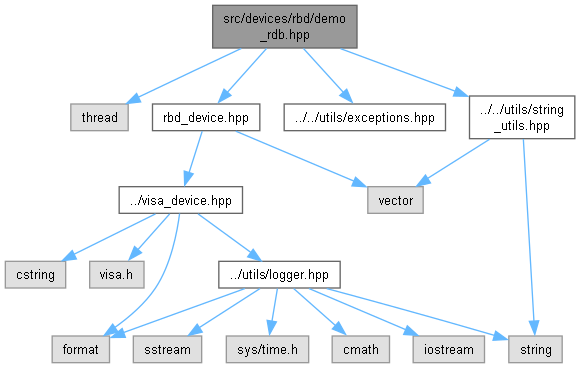 src/devices/rbd/demo
_rdb.hpp
thread
rbd_device.hpp
../../utils/exceptions.hpp
../../utils/string
_utils.hpp
../visa_device.hpp
vector
cstring
visa.h
../utils/logger.hpp
format
sstream
sys/time.h
cmath
iostream
string